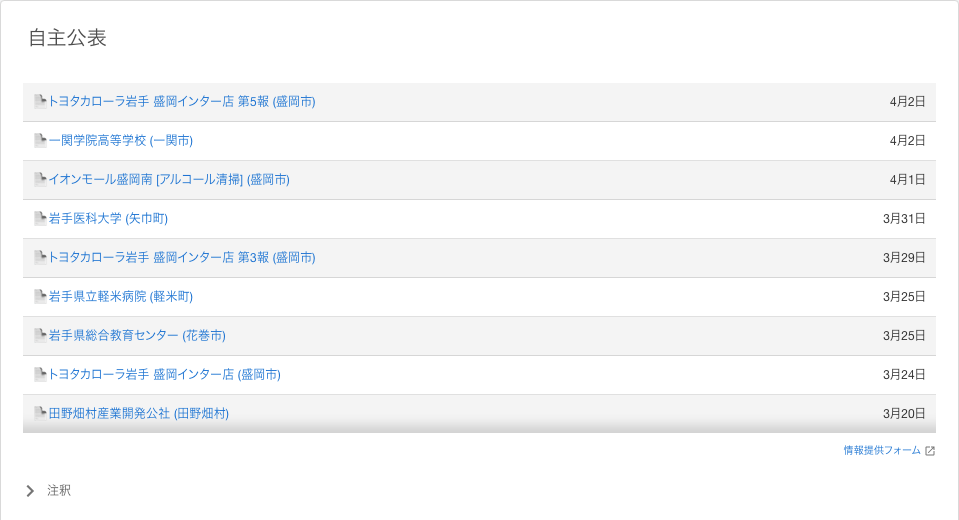 自主公表
トヨタカローラ岩手 盛岡インター店 第5報 (盛岡市) 4月2日
一関学院高等学校 (一関市) 4月2日
イオンモール盛岡南 [アルコール清掃] (盛岡市) 4月1日
岩手医科大学 (矢巾町) 3月31日
トヨタカローラ岩手 盛岡インター店 第3報 (盛岡市) 3月29日
岩手県立軽米病院 (軽米町) 3月25日
岩手県総合教育センター (花巻市) 3月25日
トヨタカローラ岩手 盛岡インター店 (盛岡市) 3月24日
田野畑村産業開発公社 (田野畑村) 3月20日
情報提供フォーム
注釈